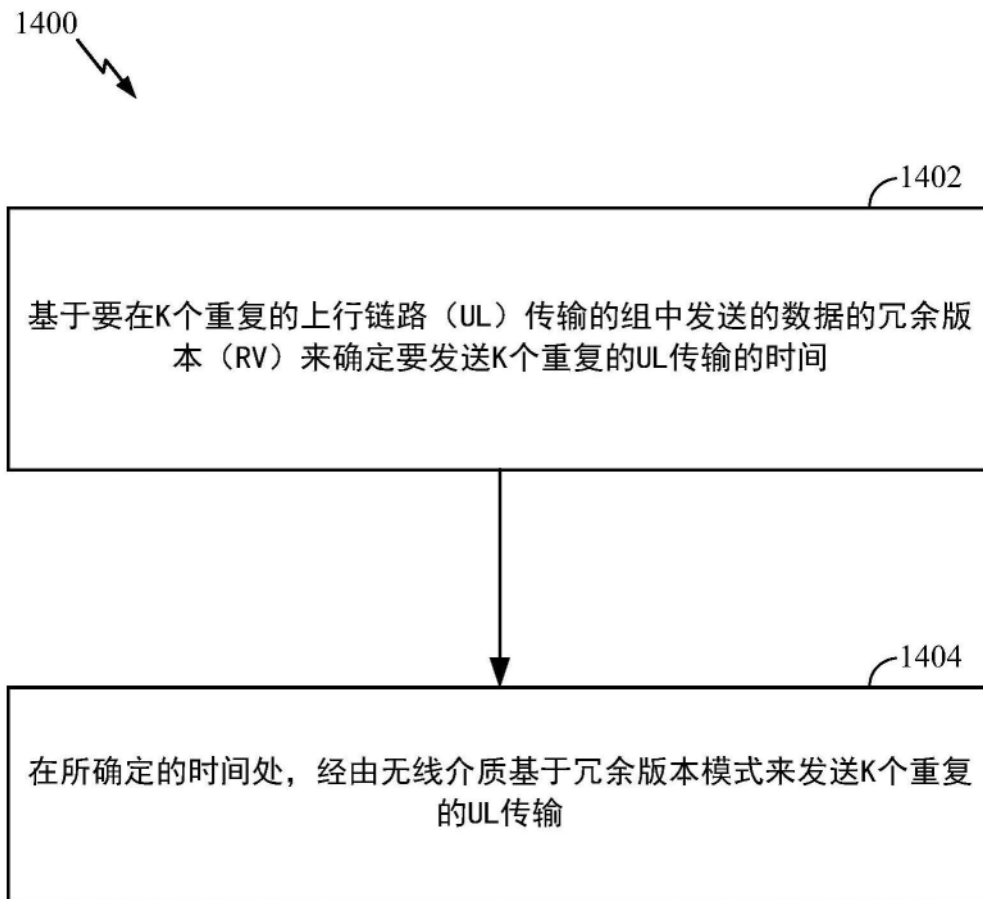 1400
1402
基于要在K个重复的上行链路（UL）传输的组中发送的数据的冗余版
本（RV）来确定要发送K个重复的UL传输的时间
1404
在所确定的时间处，经由无线介质基于冗余版本模式来发送K个重复
的UL传输